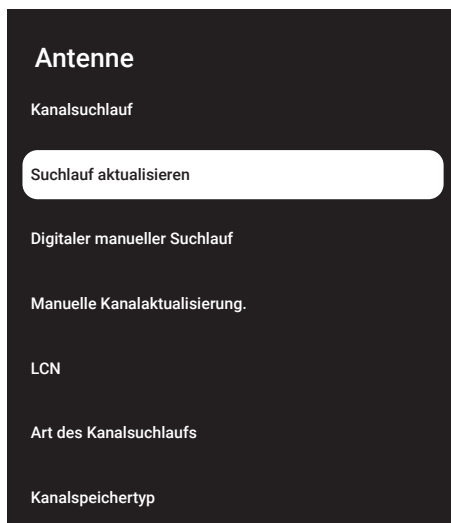 Antenne
Kanalsuchlauf
Suchlauf aktualisieren
Digitaler manueller Suchlauf
Manuelle Kanalaktualisierung.
LCN
Art des Kanalsuchlaufs
Kanalspeichertyp